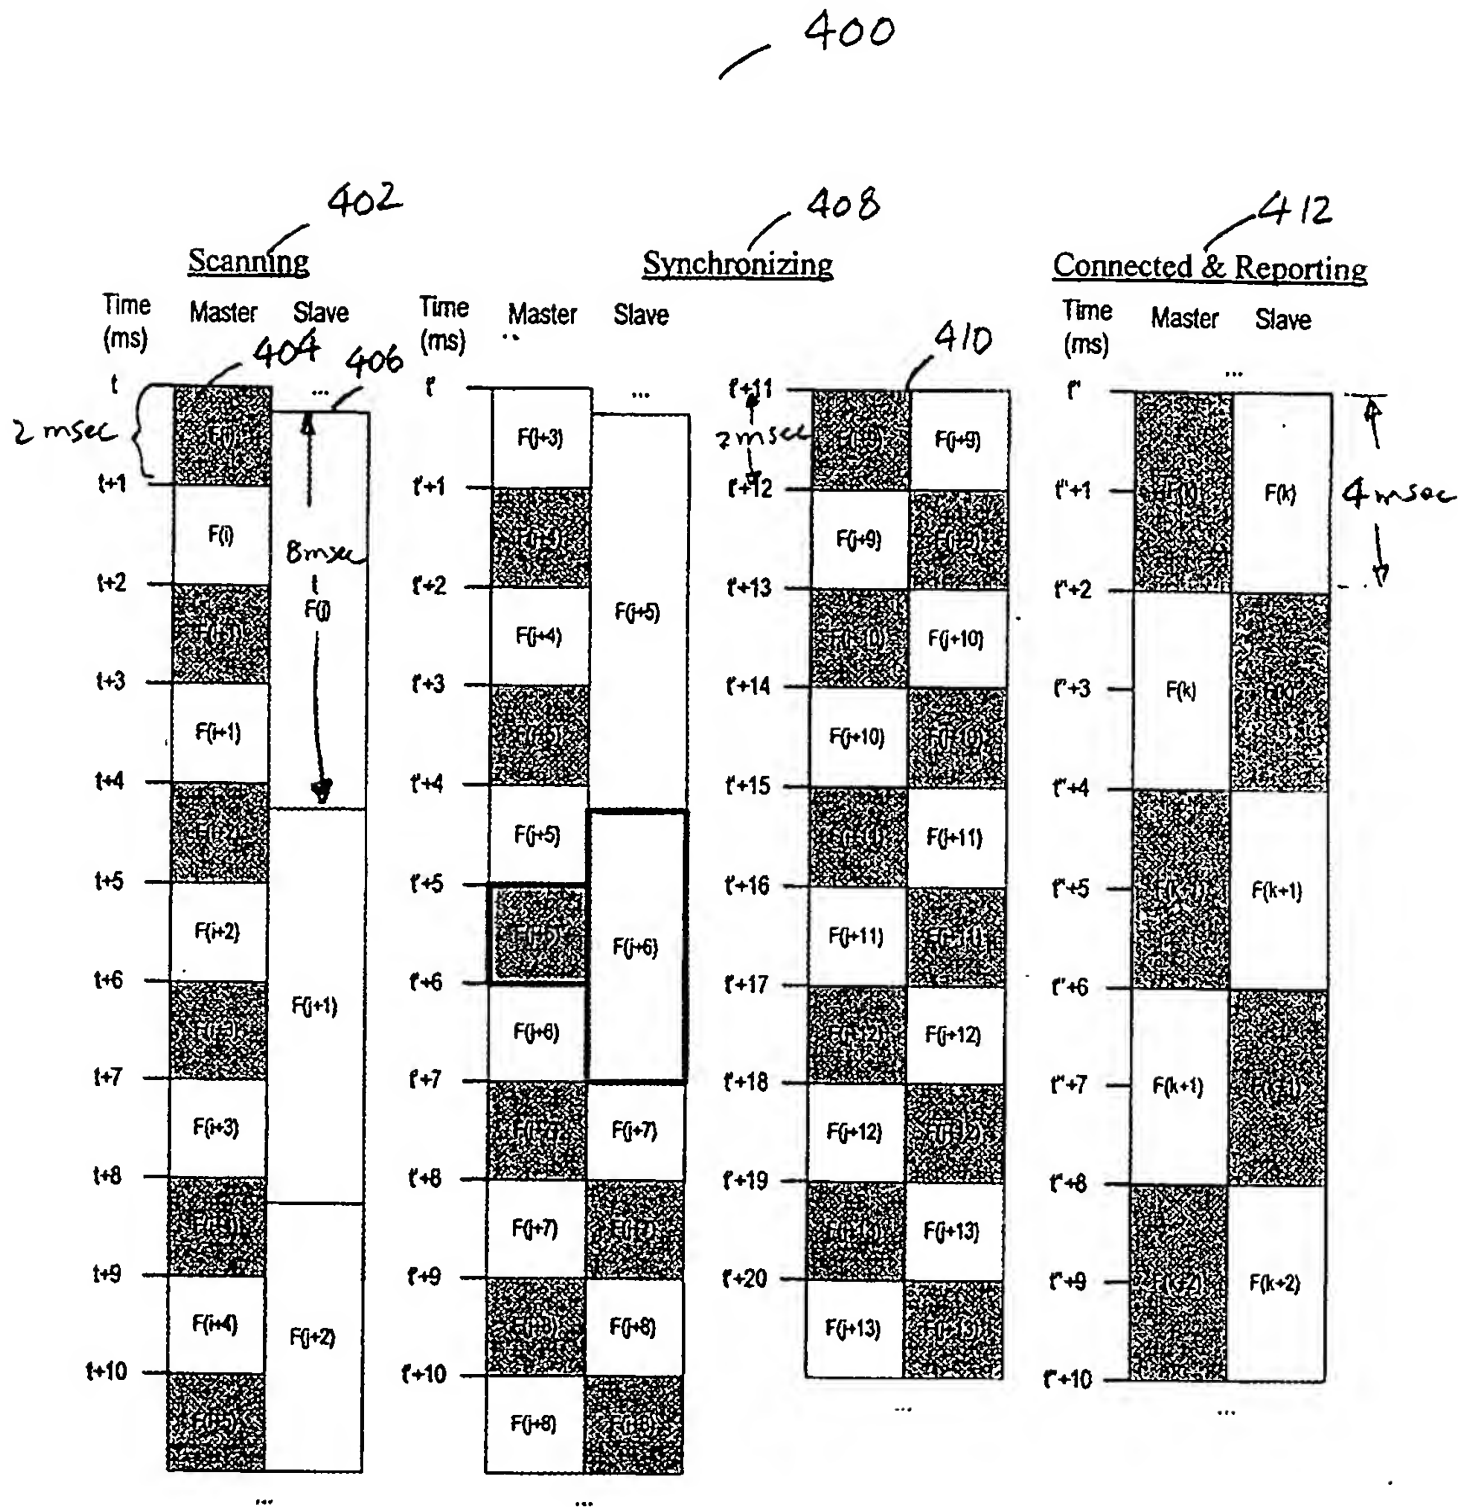 400
402
408
412
Scanning
Synchronizing
Connected & Reporting
Time
(ms)
Master
Slave
404
406
t
2 msec
t+1
t+2
t+3
t+4
t+5
t+6
t+7
t+8
t+9
t+10
F(i)
F(i+1)
F(i+2)
F(i+3)
F(i+4)
...
...
8msec
F(j)
F(j+1)
F(j+2)
Time
(ms)
Master
Slave
t'
t'+1
t'+2
t'+3
t'+4
t'+5
t'+6
t'+7
t'+8
t'+9
t'+10
F(j+3)
F(j+4)
F(j+5)
F(j+6)
F(j+7)
F(j+8)
...
...
F(j+5)
F(j+6)
F(j+7)
F(j+8)
410
t'+11
2 msec
t'+12
t'+13
t'+14
t'+15
t'+16
t'+17
t'+18
t'+19
t'+20
F(j+9)
F(j+10)
F(j+11)
F(j+12)
F(j+13)
...
F(j+9)
F(j+10)
F(j+11)
F(j+12)
F(j+13)
Time
(ms)
Master
Slave
...
t"
t"+1
t"+2
t"+3
t"+4
t"+5
t"+6
t"+7
t"+8
t"+9
t"+10
F(k)
F(k+1)
F(k+2)
F(k)
F(k+1)
F(k+2)
4 msec
...